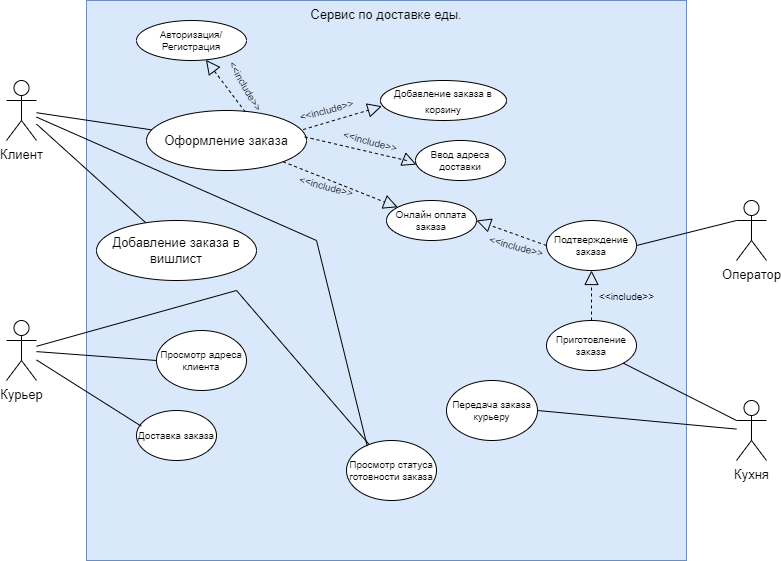 Сервис по доставке еды.
Авторизация/
Регистрация
<<include>>
Добавление заказа в
корзину
<<include>>
Клиент
Оформление заказа
<<include>>
Ввод адреса
доставки
<<include>>
Онлайн оплата
заказа
<<include>>
Подтверждение
заказа
Оператор
Добавление заказа в
вишлист
<<include>>
Приготовление
заказа
Просмотр адреса
клиента
Курьер
Передача заказа
курьеру
Доставка заказа
Кухня
Просмотр статуса
готовности заказа